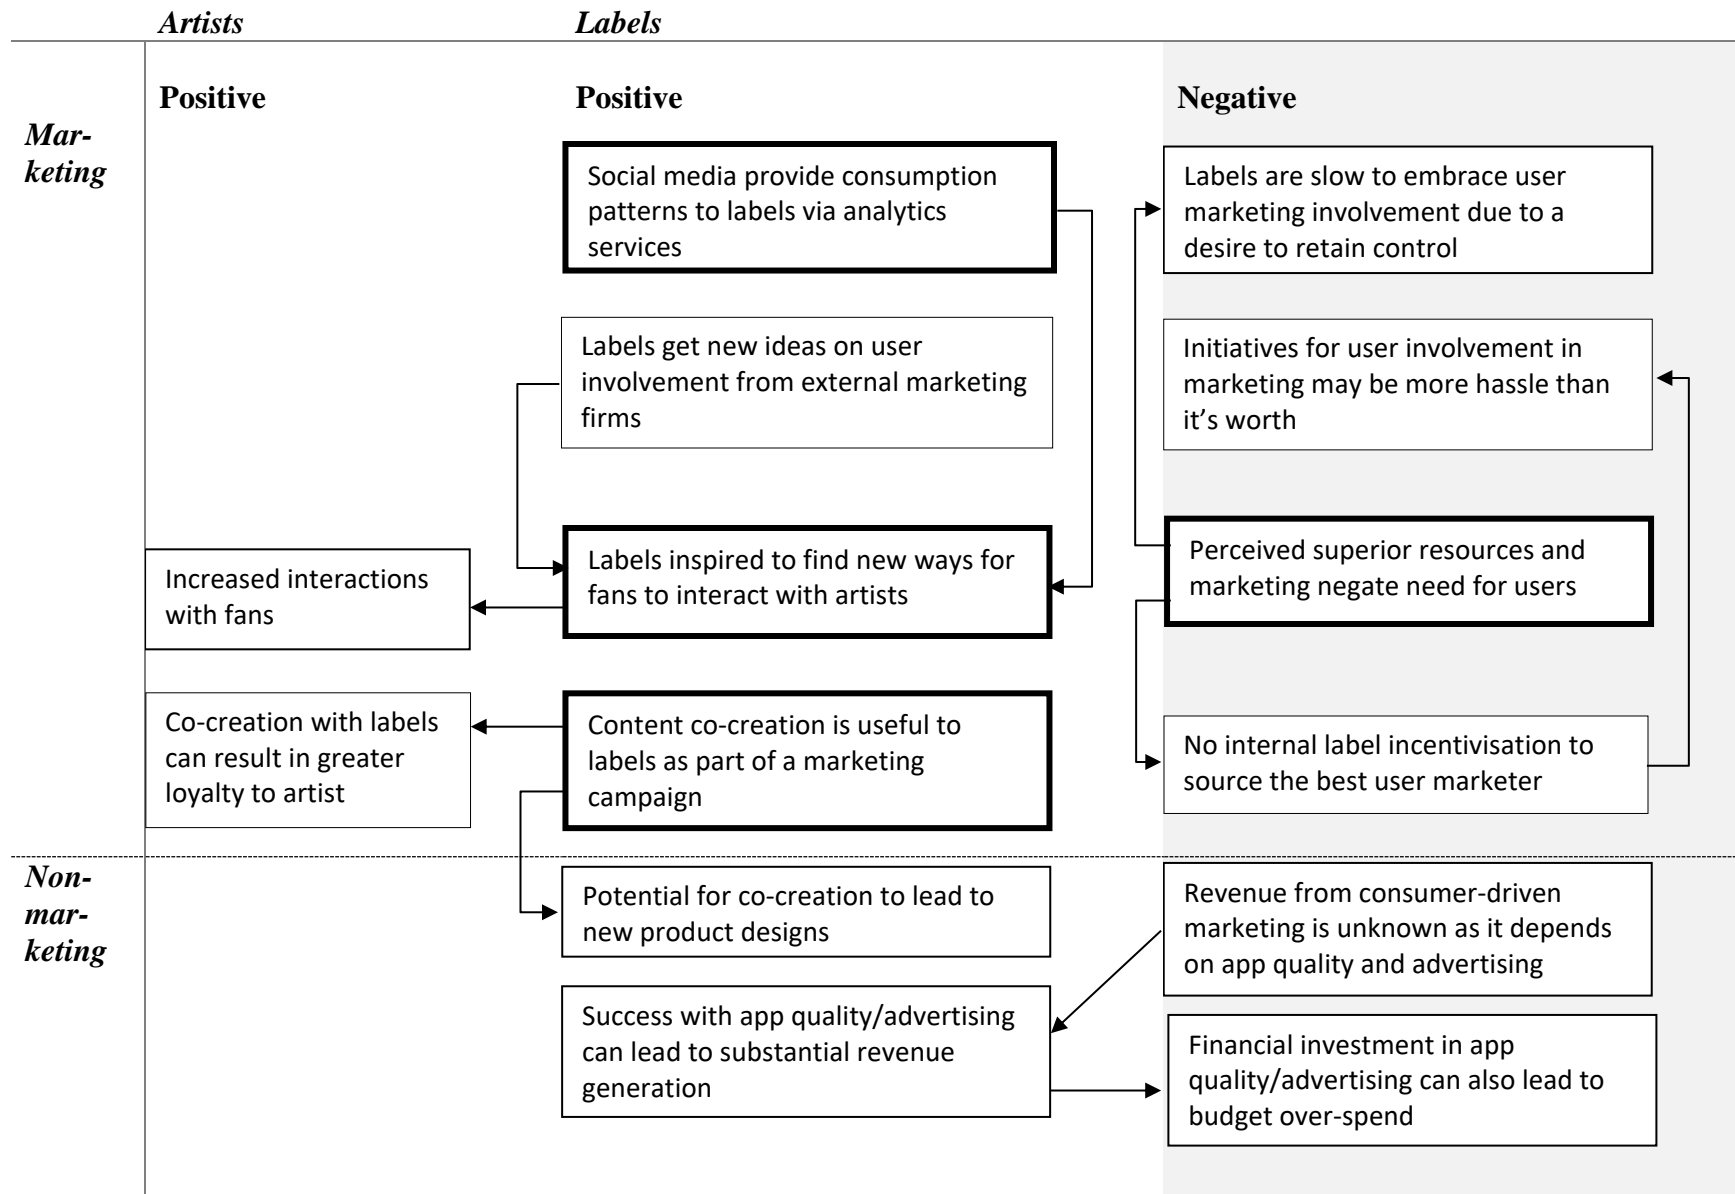 Artists
Labels
Positive
Positive
Negative
Mar-
keting
Social media provide consumption
patterns to labels via analytics
services
Labels are slow to embrace user
marketing involvement due to a
desire to retain control
Labels get new ideas on user
involvement from external marketing
firms
Initiatives for user involvement in
marketing may be more hassle than
it’s worth
Increased interactions
with fans
Labels inspired to find new ways for
fans to interact with artists
Perceived superior resources and
marketing negate need for users
Co-creation with labels
can result in greater
loyalty to artist
Content co-creation is useful to
labels as part of a marketing
campaign
No internal label incentivisation to
source the best user marketer
Non-
mar-
keting
Potential for co-creation to lead to
new product designs
Revenue from consumer-driven
marketing is unknown as it depends
on app quality and advertising
Success with app quality/advertising
can lead to substantial revenue
generation
Financial investment in app
quality/advertising can also lead to
budget over-spend